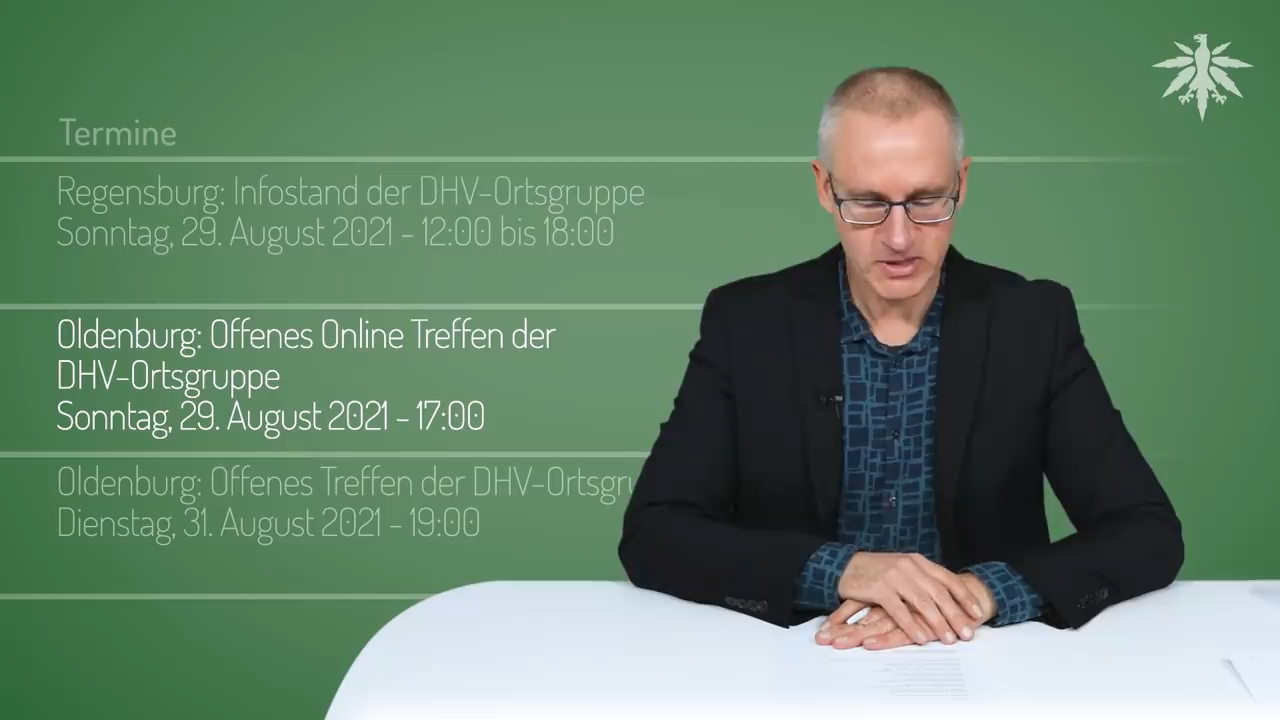 Termine
Regensburg: Infostand der DHV-Ortsgruppe
Sonntag, 29. August 2021 - 12:00 bis 18:00
Oldenburg: Offenes Online Treffen der
DHV-Ortsgruppe
Sonntag, 29. August 2021 - 17:00
Oldenburg: Offenes Treffen der DHV-Ortsgru
Dienstag, 31. August 2021 - 19:00